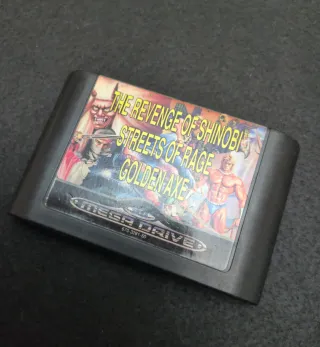 THE REVENGE OF SHINOBI
STREETS OF RAGE
GOLDEN AXE
MEGA DRIVE